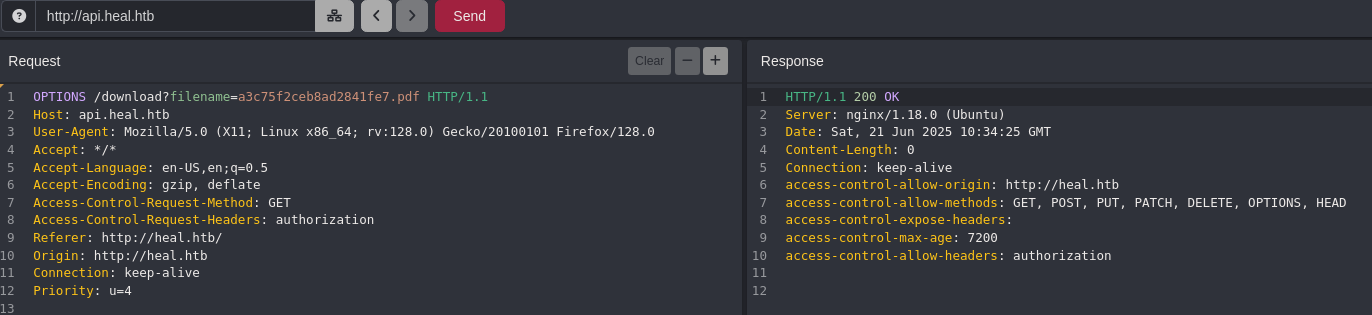 http://api.heal.htb
Send
Request
Clear
Response
1 OPTIONS /download?filename=a3c75f2ceb8ad2841fe7.pdf HTTP/1.1
2 Host: api.heal.htb
3 User-Agent: Mozilla/5.0 (X11; Linux x86_64; rv:128.0) Gecko/20100101 Firefox/128.0
4 Accept: */*
5 Accept-Language: en-US,en;q=0.5
6 Accept-Encoding: gzip, deflate
7 Access-Control-Request-Method: GET
8 Access-Control-Request-Headers: authorization
9 Referer: http://heal.htb/
10 Origin: http://heal.htb
11 Connection: keep-alive
12 Priority: u=4
13
1 HTTP/1.1 200 OK
2 Server: nginx/1.18.0 (Ubuntu)
3 Date: Sat, 21 Jun 2025 10:34:25 GMT
4 Content-Length: 0
5 Connection: keep-alive
6 access-control-allow-origin: http://heal.htb
7 access-control-allow-methods: GET, POST, PUT, PATCH, DELETE, OPTIONS, HEAD
8 access-control-expose-headers:
9 access-control-max-age: 7200
10 access-control-allow-headers: authorization
11
12